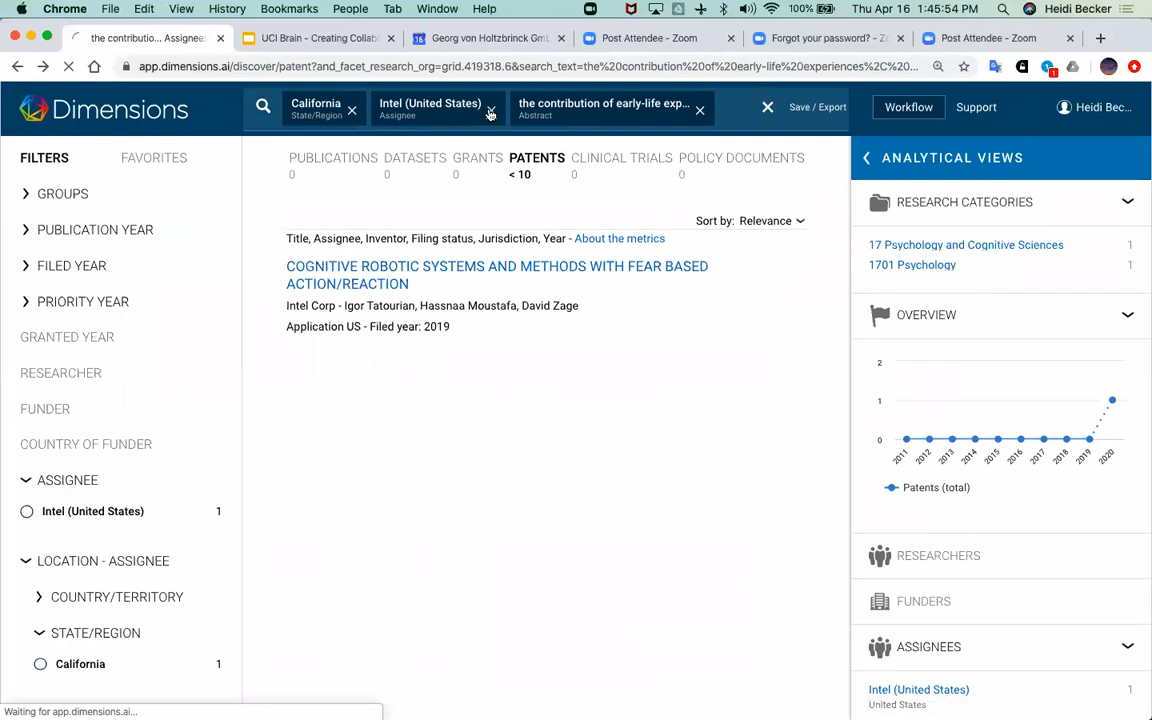 Chrome File Edit View History Bookmarks People Tab Window Help 100% Thu Apr 16 1:45:54 PM Heidi Becker
the contributio... Assignee: UCI Brain - Creating Collab Georg von Holtzbrinck Gm Post Attendee - Zoom Forgot your password? - Z Post Attendee - Zoom
app.dimensions.ai/discover/patent?and_facet_research_org=grid.419318.6&search_text=the%20contribution%20of%20early-life%20experiences%2C%20...
Dimensions
California
State/Region
Intel (United States)
Assignee
the contribution of early-life exp...
Abstract
Save / Export
Workflow
Support
Heidi Bec...
FILTERS FAVORITES
GROUPS
PUBLICATION YEAR
FILED YEAR
PRIORITY YEAR
GRANTED YEAR
RESEARCHER
FUNDER
COUNTRY OF FUNDER
ASSIGNEE
Intel (United States) 1
LOCATION - ASSIGNEE
COUNTRY/TERRITORY
STATE/REGION
California 1
Waiting for app.dimensions.ai...
PUBLICATIONS DATASETS GRANTS PATENTS CLINICAL TRIALS POLICY DOCUMENTS
0 0 0 < 10 0 0
Sort by: Relevance
Title, Assignee, Inventor, Filing status, Jurisdiction, Year - About the metrics
COGNITIVE ROBOTIC SYSTEMS AND METHODS WITH FEAR BASED
ACTION/REACTION
Intel Corp - Igor Tatourian, Hassnaa Moustafa, David Zage
Application US - Filed year: 2019
ANALYTICAL VIEWS
RESEARCH CATEGORIES
17 Psychology and Cognitive Sciences 1
1701 Psychology 1
OVERVIEW
2
1
0
2011 2012 2013 2014 2015 2016 2017 2018 2019 2020
Patents (total)
RESEARCHERS
FUNDERS
ASSIGNEES
Intel (United States) 1
United States